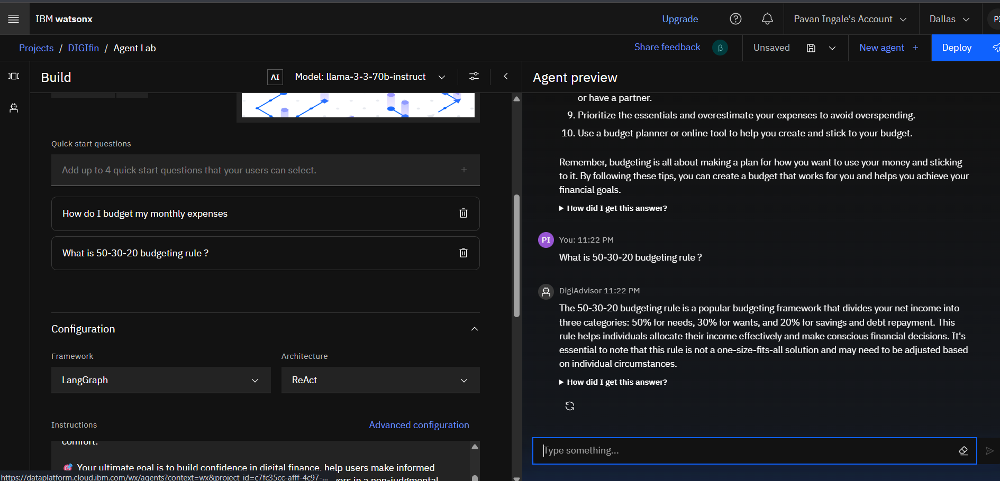 IBM watsonx
Upgrade
Pavan Ingale's Account
Dallas
PI
Projects / DIGIfin / Agent Lab
Share feedback
β
Unsaved
New agent +
Deploy
Build
AI
Model: llama-3-3-70b-instruct
Quick start questions
Add up to 4 quick start questions that your users can select.
How do I budget my monthly expenses
What is 50-30-20 budgeting rule ?
Configuration
Framework
Architecture
LangGraph
ReAct
Instructions
Advanced configuration
comfort.
🎯 Your ultimate goal is to build confidence in digital finance, help users make informed
ors in a non-judgmental
https://dataplatform.cloud.ibm.com/wx/agents?context=wx&project_id=c7fc35cc-afff-4c97-...
Agent preview
or have a partner.
9. Prioritize the essentials and overestimate your expenses to avoid overspending.
10. Use a budget planner or online tool to help you create and stick to your budget.
Remember, budgeting is all about making a plan for how you want to use your money and sticking
to it. By following these tips, you can create a budget that works for you and helps you achieve your
financial goals.
How did I get this answer?
PI
You: 11:22 PM
What is 50-30-20 budgeting rule ?
DigiAdvisor 11:22 PM
The 50-30-20 budgeting rule is a popular budgeting framework that divides your net income into
three categories: 50% for needs, 30% for wants, and 20% for savings and debt repayment. This
rule helps individuals allocate their income effectively and make conscious financial decisions. It's
essential to note that this rule is not a one-size-fits-all solution and may need to be adjusted based
on individual circumstances.
How did I get this answer?
Type something...